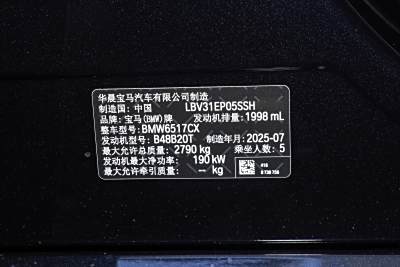 华晨宝马汽车有限公司制造
制造国：中国 LBV31EP05SSH
品牌：宝马(BMW)牌 发动机排量：1998 mL
整车型号：BMW6517CX
发动机型号：B48B20T 制造年月：2025-07
最大允许总质量：2790 kg 乘坐人数：5
发动机最大净功率：190 kW
最大允许牵引质量：-- kg